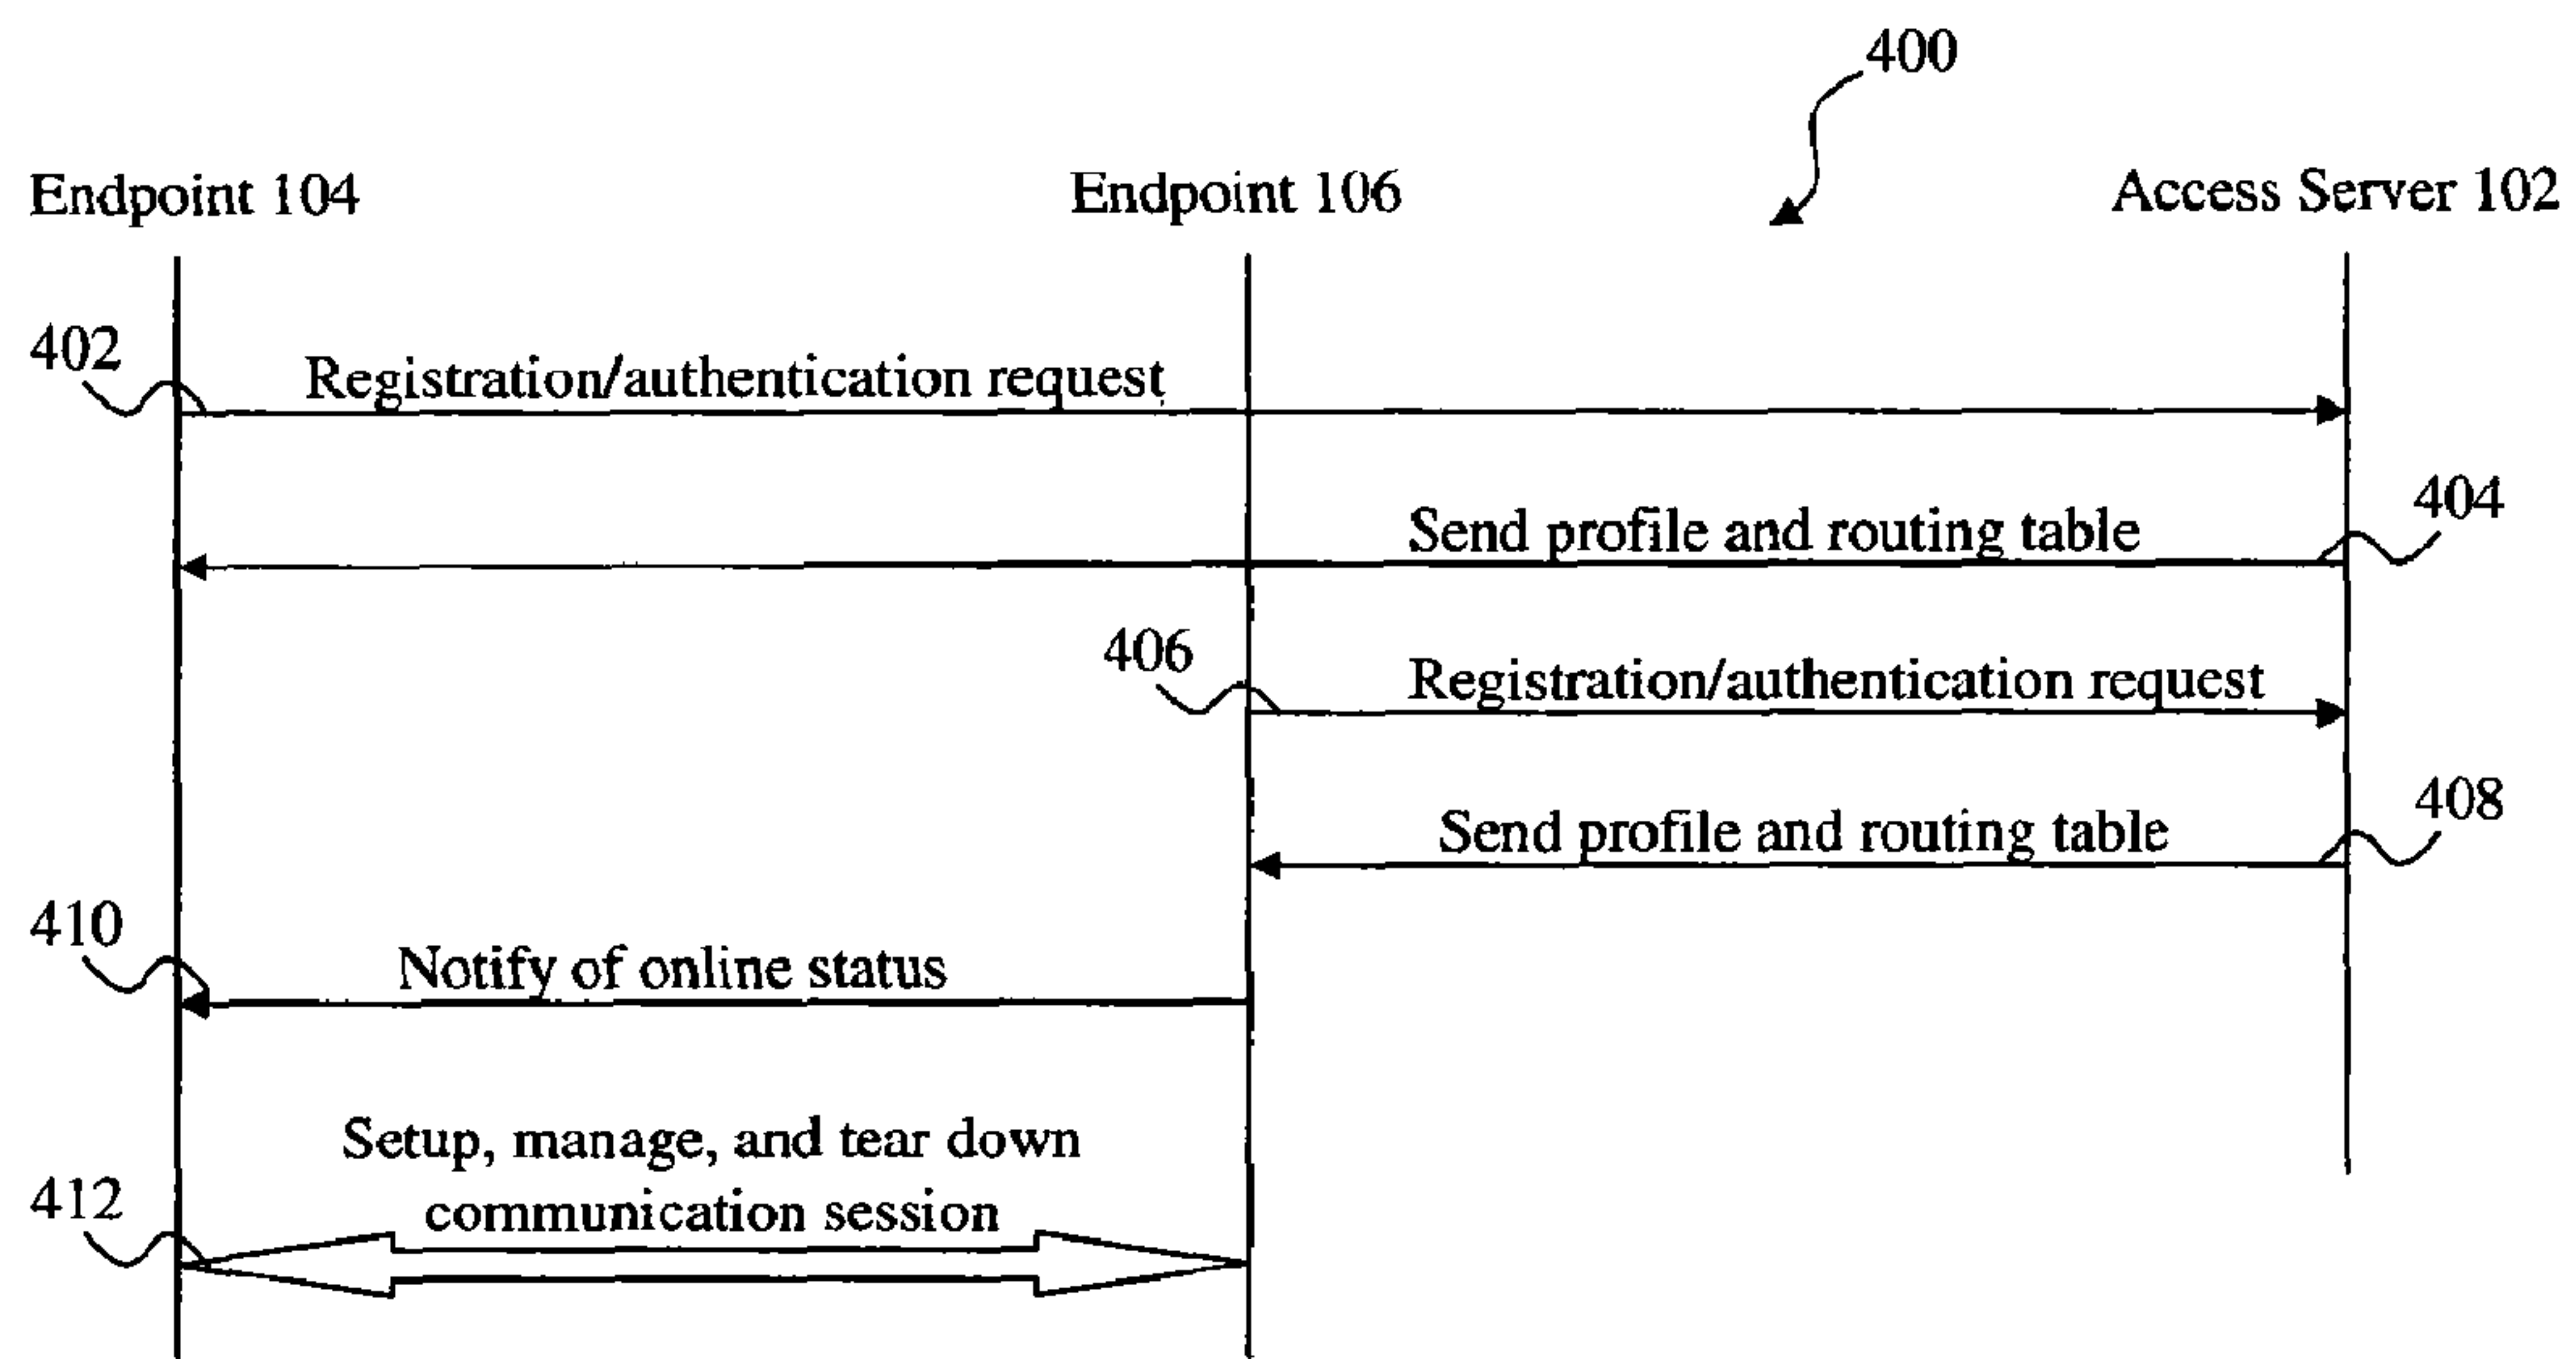 400
Endpoint 104
Endpoint 106
Access Server 102
402
Registration/authentication request
404
Send profile and routing table
406
Registration/authentication request
408
Send profile and routing table
410
Notify of online status
Setup, manage, and tear down
communication session
412